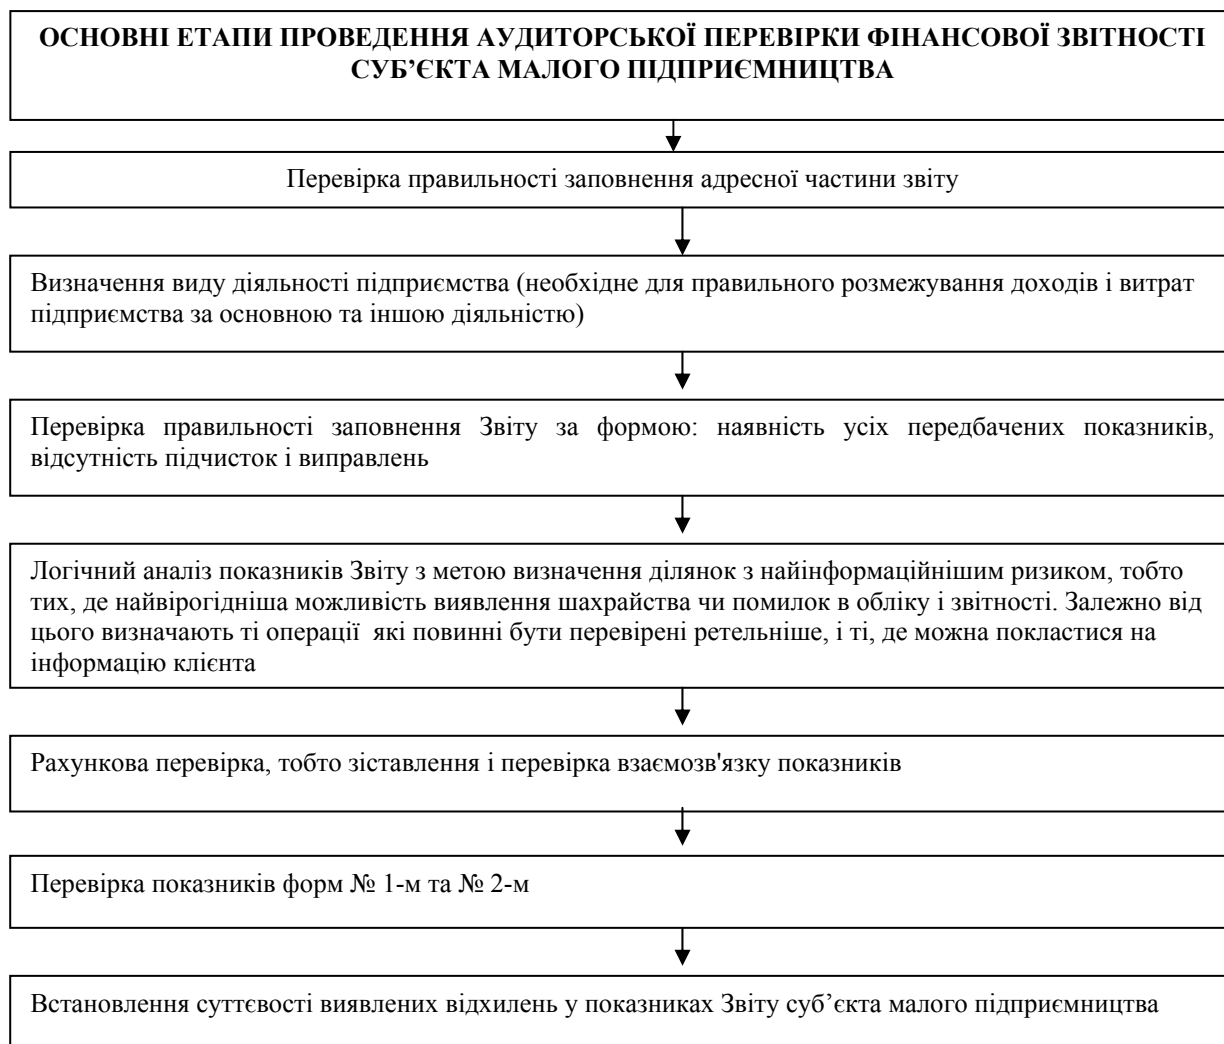 ОСНОВНІ ЕТАПИ ПРОВЕДЕННЯ АУДИТОРСЬКОЇ ПЕРЕВІРКИ ФІНАНСОВОЇ ЗВІТНОСТІ
СУБ’ЄКТА МАЛОГО ПІДПРИЄМНИЦТВА
Перевірка правильності заповнення адресної частини звіту
Визначення виду діяльності підприємства (необхідне для правильного розмежування доходів і витрат
підприємства за основною та іншою діяльністю)
Перевірка правильності заповнення Звіту за формою: наявність усіх передбачених показників,
відсутність підчисток і виправлень
Логічний аналіз показників Звіту з метою визначення ділянок з найінформаційнішим ризиком, тобто
тих, де найвірогідніша можливість виявлення шахрайства чи помилок в обліку і звітності. Залежно від
цього визначають ті операції  які повинні бути перевірені ретельніше, і ті, де можна покластися на
інформацію клієнта
Рахункова перевірка, тобто зіставлення і перевірка взаємозв'язку показників
Перевірка показників форм № 1-м та № 2-м
Встановлення суттєвості виявлених відхилень у показниках Звіту суб’єкта малого підприємництва